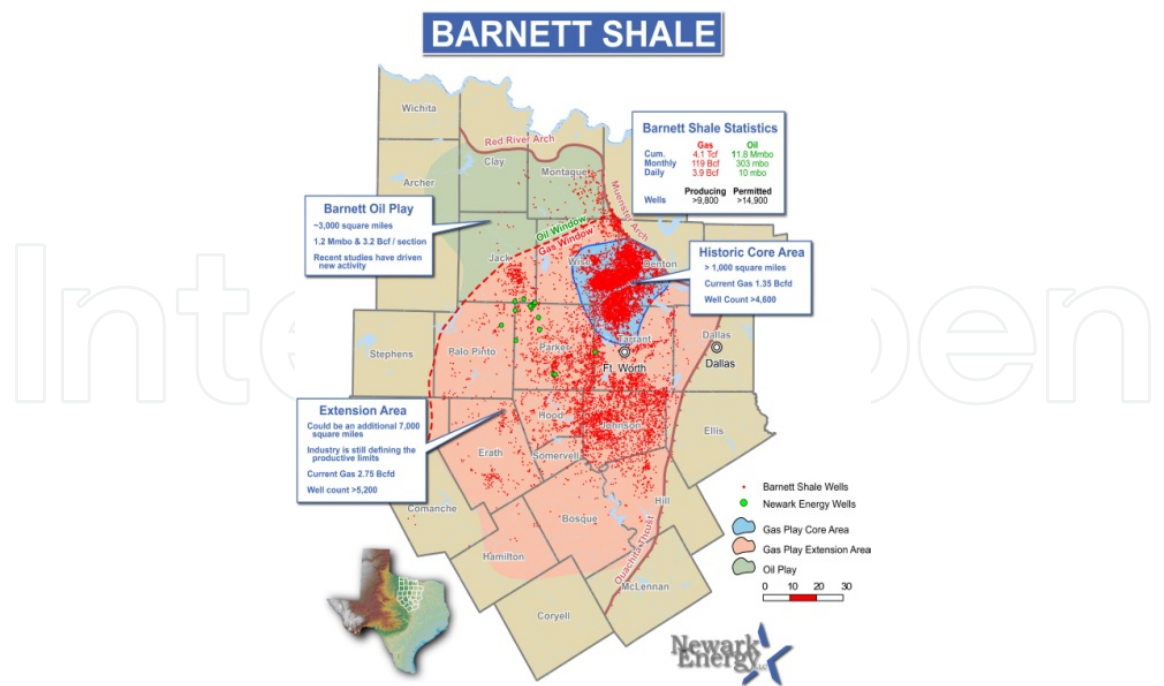 BARNETT SHALE
Wichita
Red River Arch
Clay
Montague
Archer
Muenster Arch
Barnett Shale Statistics
Gas Oil
Cum. 4.1 Tcf 11.8 Mmbo
Monthly 119 Bcf 303 mbo
Daily 3.9 Bcf 10 mbo
Producing Permitted
Wells >9,800 >14,900
Barnett Oil Play
~3,000 square miles
1.2 Mmbo & 3.2 Bcf / section
Recent studies have driven
new activity
Oil Window
Gas Window
Jack
Wise
Denton
Historic Core Area
> 1,000 square miles
Current Gas 1.35 Bcfd
Well Count >4,600
Stephens
Palo Pinto
Parker
Tarrant
Dallas
Ft. Worth
Dallas
Extension Area
Could be an additional 7,000
square miles
Industry is still defining the
productive limits
Current Gas 2.75 Bcfd
Well count >5,200
Hood
Johnson
Ellis
Erath
Somervell
Comanche
Bosque
Hill
Hamilton
Ouachita Thrust
McLennan
Coryell
Barnett Shale Wells
Newark Energy Wells
Gas Play Core Area
Gas Play Extension Area
Oil Play
0 10 20 30
Newark
Energy